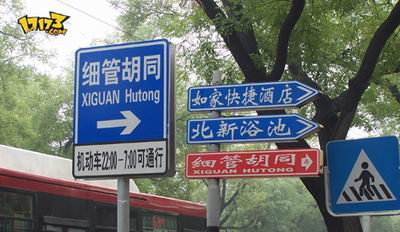 17173
.com
细管胡同
XIGUAN Hutong
机动车22:00-7:00可通行
如家快捷酒店
北新浴池
细管胡同
XIGUAN HUTONG